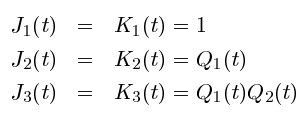 J₁(t) = K₁(t) = 1
J₂(t) = K₂(t) = Q₁(t)
J₃(t) = K₃(t) = Q₁(t)Q₂(t)